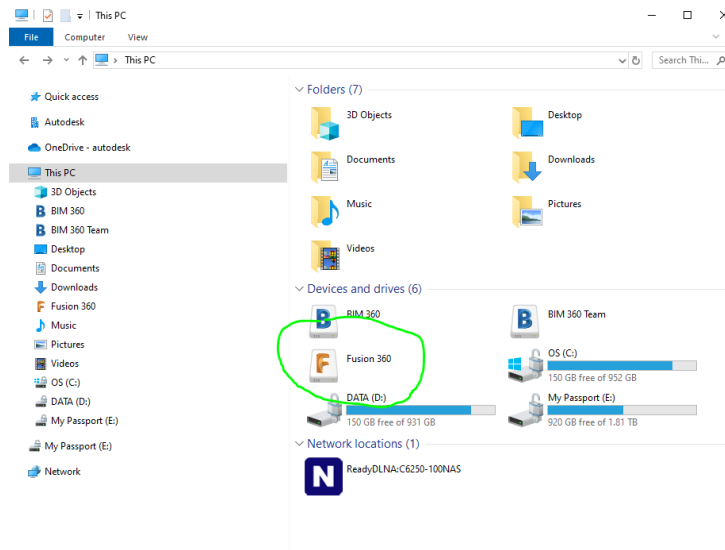 This PC
File Computer View
This PC
Search Thi...
Quick access
Autodesk
OneDrive - autodesk
This PC
3D Objects
BIM 360
BIM 360 Team
Desktop
Documents
Downloads
Fusion 360
Music
Pictures
Videos
OS (C:)
DATA (D:)
My Passport (E:)
My Passport (E:)
Network
Folders (7)
3D Objects
Desktop
Documents
Downloads
Music
Pictures
Videos
Devices and drives (6)
BIM 360
BIM 360 Team
Fusion 360
OS (C:)
150 GB free of 952 GB
DATA (D:)
150 GB free of 931 GB
My Passport (E:)
920 GB free of 1.81 TB
Network locations (1)
N
ReadyDLNA:C6250-100NAS